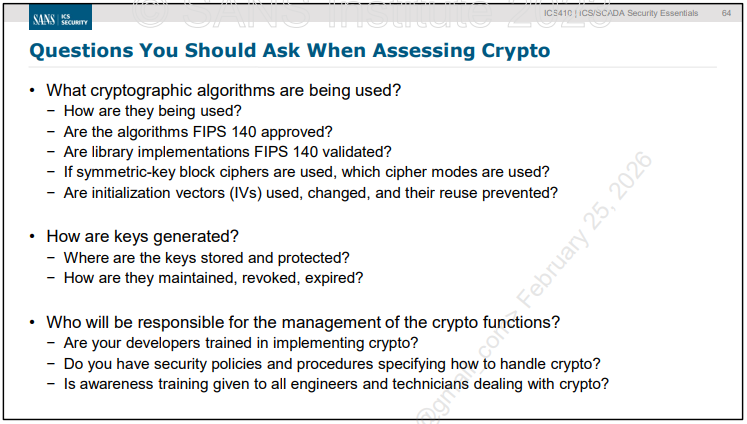 © SANS Institute 2026
SANS ICS SECURITY
ICS410 | ICS/SCADA Security Essentials 64
Questions You Should Ask When Assessing Crypto
• What cryptographic algorithms are being used?
− How are they being used?
− Are the algorithms FIPS 140 approved?
− Are library implementations FIPS 140 validated?
− If symmetric-key block ciphers are used, which cipher modes are used?
− Are initialization vectors (IVs) used, changed, and their reuse prevented?
• How are keys generated?
− Where are the keys stored and protected?
− How are they maintained, revoked, expired?
• Who will be responsible for the management of the crypto functions?
− Are your developers trained in implementing crypto?
− Do you have security policies and procedures specifying how to handle crypto?
− Is awareness training given to all engineers and technicians dealing with crypto?
@gmail.com> February 25, 2026